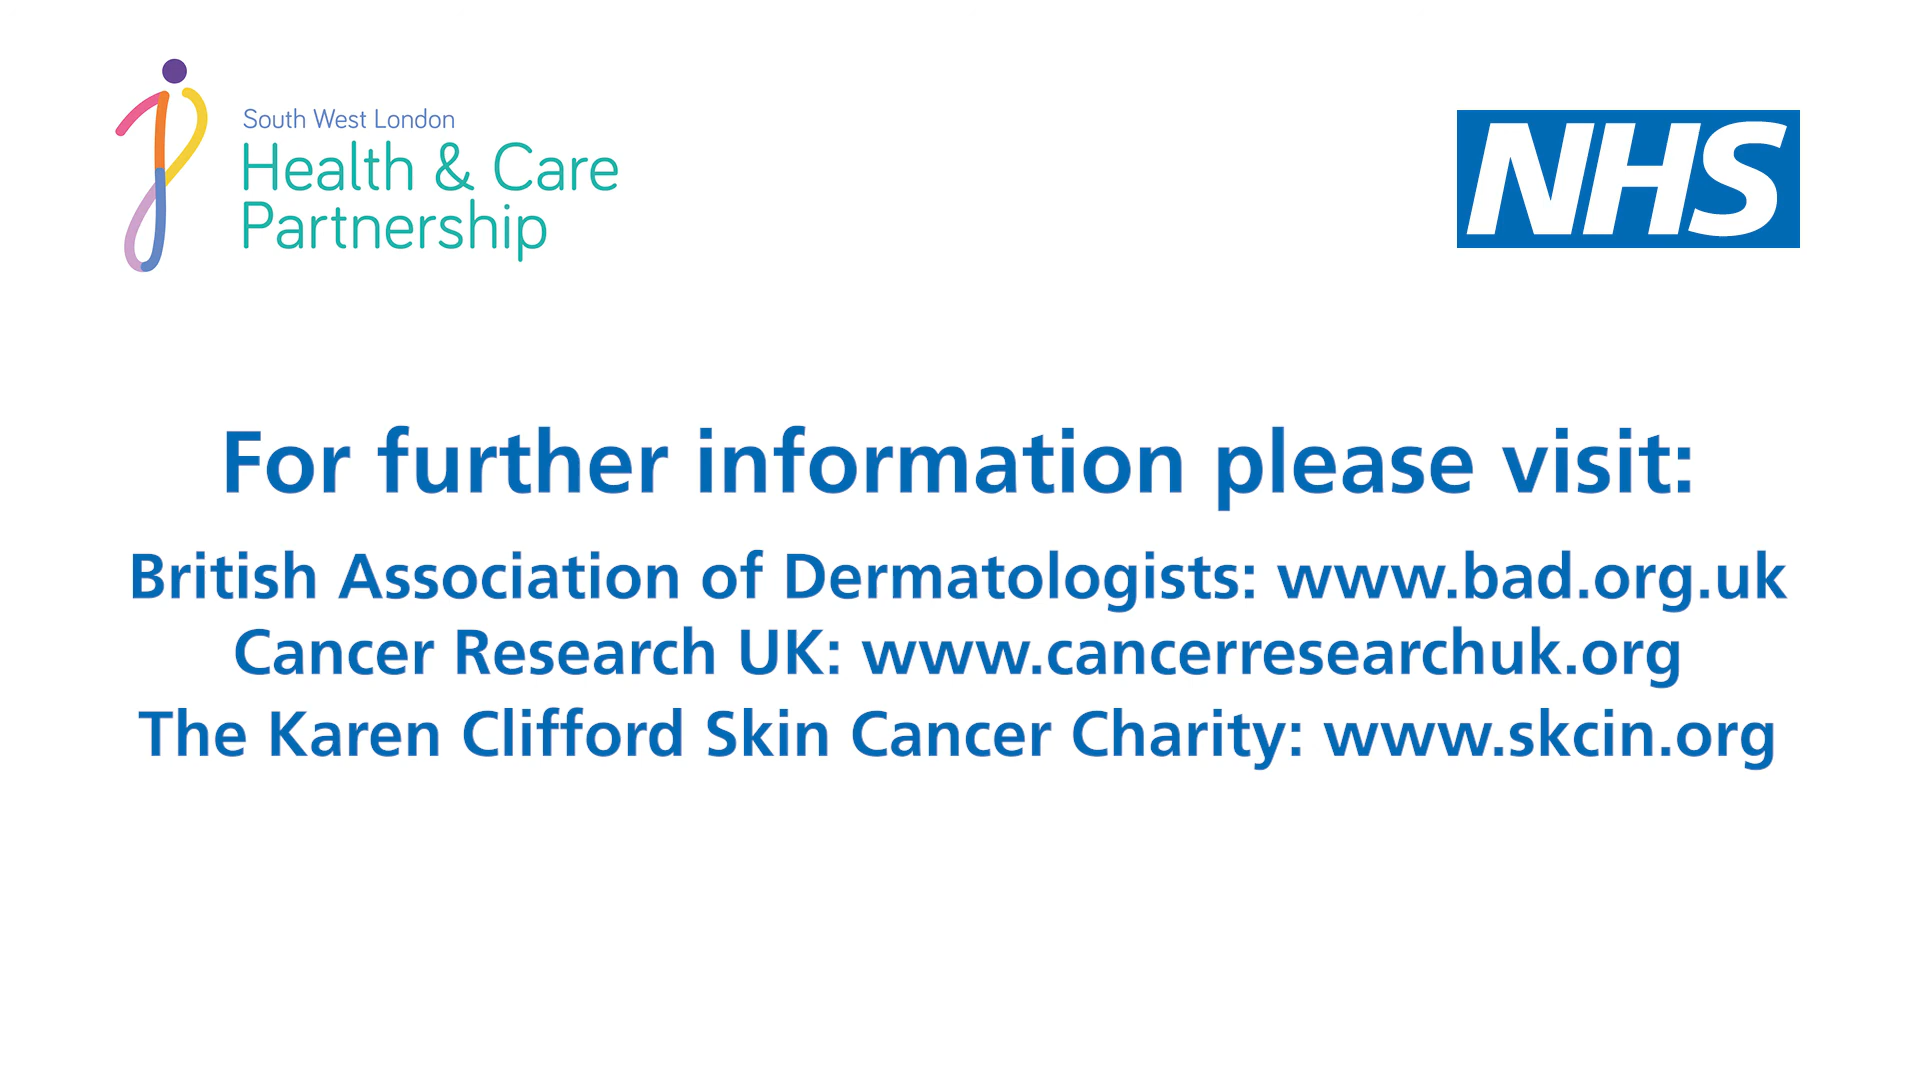 South West London
Health & Care
Partnership
NHS
For further information please visit:
British Association of Dermatologists: www.bad.org.uk
Cancer Research UK: www.cancerresearchuk.org
The Karen Clifford Skin Cancer Charity: www.skcin.org